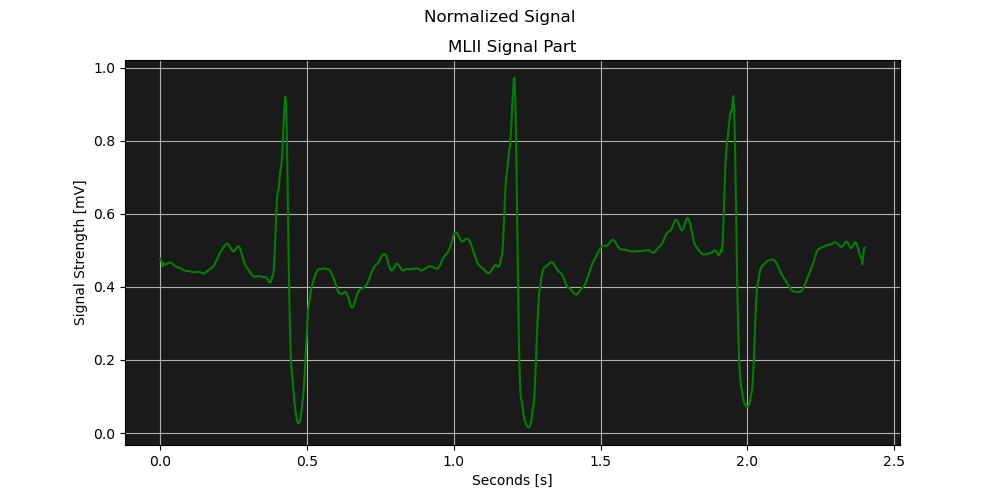 Normalized Signal
MLII Signal Part
Signal Strength [mV]
1.0
0.8
0.6
0.4
0.2
0.0
0.0 0.5 1.0 1.5 2.0 2.5
Seconds [s]